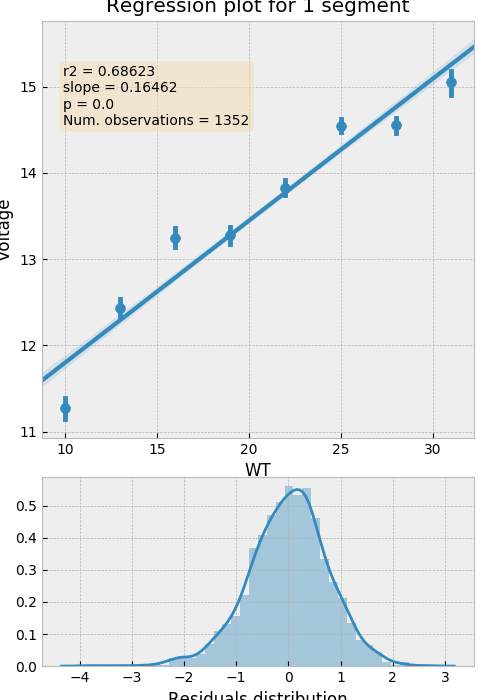 Regression plot for 1 segment
r2 = 0.68623
slope = 0.16462
p = 0.0
Num. observations = 1352
Voltage
15
14
13
12
11
10 15 20 25 30
WT
0.5
0.4
0.3
0.2
0.1
0.0
−4 −3 −2 −1 0 1 2 3
Residuals distribution